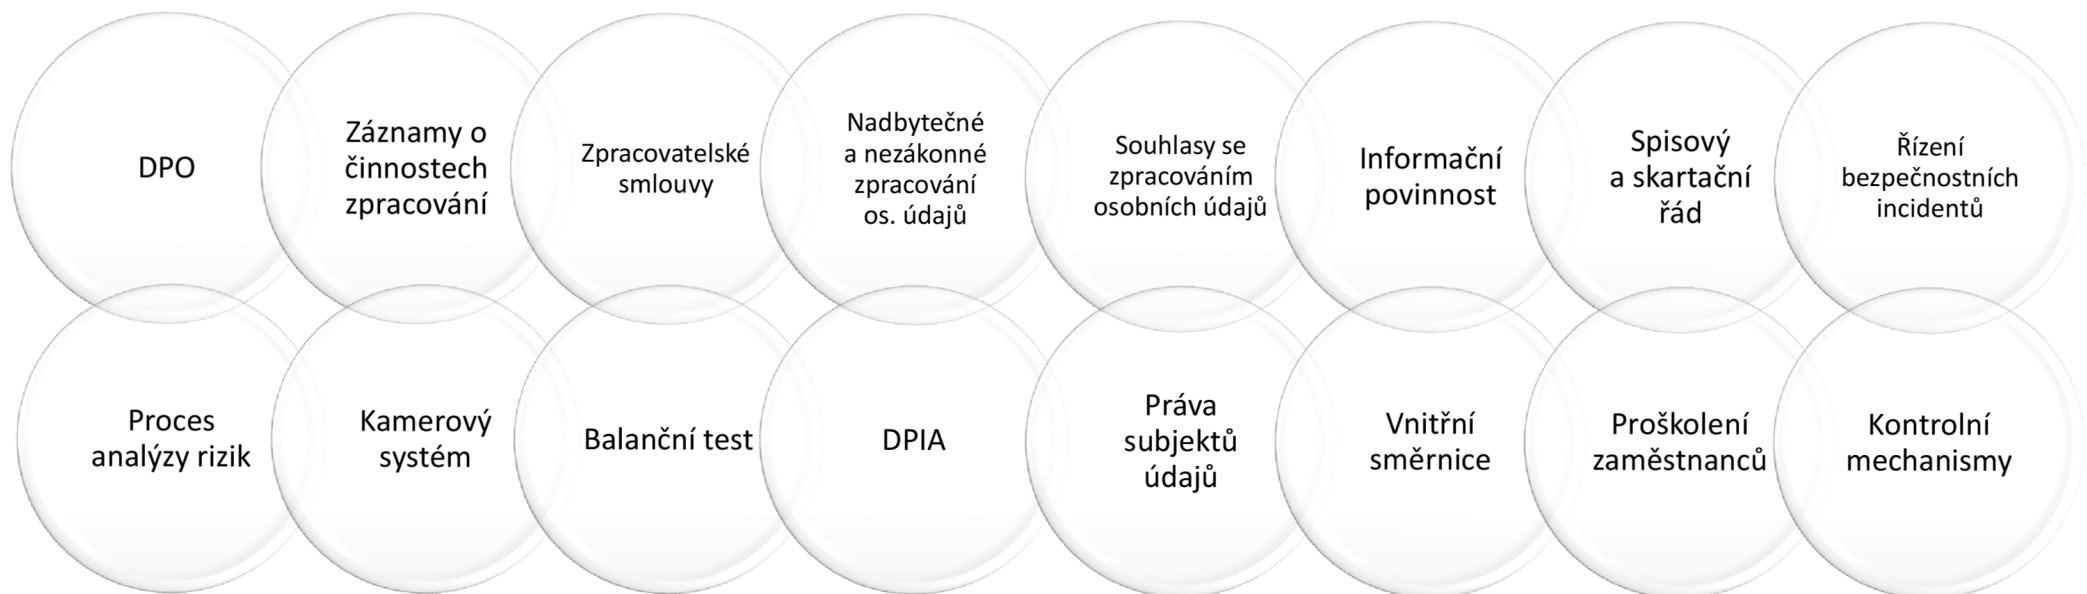 DPO
Záznamy o
činnostech
zpracování
Zpracovatelské
smlouvy
Nadbytečné
a nezákonné
zpracování
os. údajů
Souhlasy se
zpracováním
osobních údajů
Informační
povinnost
Spisový
a skartační
řád
Řízení
bezpečnostních
incidentů
Proces
analýzy rizik
Kamerový
systém
Balanční test
DPIA
Práva
subjektů
údajů
Vnitřní
směrnice
Proškolení
zaměstnanců
Kontrolní
mechanismy